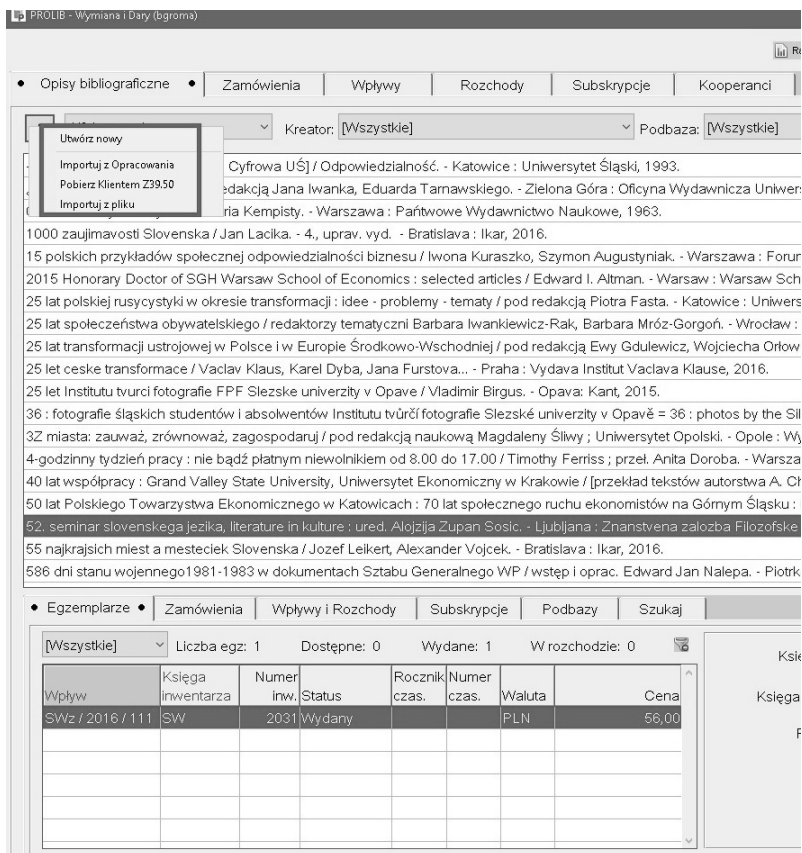 PROLIB - Wymiana i Dary (bgroma)
Opisy bibliograficzne Zamówienia Wpływy Rozchody Subskrypcje Kooperanci
Kreator: [Wszystkie] Podbaza: [Wszystkie]
Utwórz nowy
Importuj z Opracowania
Pobierz Klientem Z39.50
Importuj z pliku
Cyfrowa UŚ] / Odpowiedzialność. - Katowice : Uniwersytet Śląski, 1993.
edakcją Jana Iwanka, Eduarda Tarnawskiego. - Zielona Góra : Oficyna Wydawnicza Uniwers
ria Kempisty. - Warszawa : Państwowe Wydawnictwo Naukowe, 1963.
1000 zaujimavosti Slovenska / Jan Lacika. - 4., uprav. vyd. - Bratislava : Ikar, 2016.
15 polskich przykładów społecznej odpowiedzialności biznesu / Iwona Kuraszko, Szymon Augustyniak. - Warszawa : Forum
2015 Honorary Doctor of SGH Warsaw School of Economics : selected articles / Edward I. Altman. - Warsaw : Warsaw Sch
25 lat polskiej rusycystyki w okresie transformacji : idee - problemy - tematy / pod redakcją Piotra Fasta. - Katowice : Uniwers
25 lat społeczeństwa obywatelskiego / redaktorzy tematyczni Barbara Iwankiewicz-Rak, Barbara Mróz-Gorgoń. - Wrocław :
25 lat transformacji ustrojowej w Polsce i w Europie Środkowo-Wschodniej / pod redakcją Ewy Gdulewicz, Wojciecha Orłow
25 let ceske transformace / Vaclav Klaus, Karel Dyba, Jana Furstova... - Praha : Vydava Institut Vaclava Klause, 2016.
25 let Institutu tvurci fotografie FPF Slezske univerzity v Opave / Vladimir Birgus. - Opava: Kant, 2015.
36 : fotografie śląskich studentów i absolwentów Institutu tvůrčí fotografie Slezské univerzity v Opavě = 36 : photos by the Sil
3Z miasta: zauważ, zrównoważ, zagospodaruj / pod redakcją naukową Magdaleny Śliwy ; Uniwersytet Opolski. - Opole : Wy
4-godzinny tydzień pracy : nie bądź płatnym niewolnikiem od 8.00 do 17.00 / Timothy Ferriss ; przeł. Anita Doroba. - Warsza
40 lat współpracy : Grand Valley State University, Uniwersytet Ekonomiczny w Krakowie / [przekład tekstów autorstwa A. Ch
50 lat Polskiego Towarzystwa Ekonomicznego w Katowicach : 70 lat społecznego ruchu ekonomistów na Górnym Śląsku :
52. seminar slovenskega jezika, literature in kulture : ured. Alojzija Zupan Sosic. - Ljubljana : Znanstvena zalozba Filozofske
55 najkrajsich miest a mesteciek Slovenska / Jozef Leikert, Alexander Vojcek. - Bratislava : Ikar, 2016.
586 dni stanu wojennego1981-1983 w dokumentach Sztabu Generalnego WP / wstęp i oprac. Edward Jan Nalepa. - Piotrk
Egzemplarze Zamówienia Wpływy i Rozchody Subskrypcje Podbazy Szukaj
[Wszystkie] Liczba egz: 1 Dostępne: 0 Wydane: 1 W rozchodzie: 0
Księga Numer Rocznik Numer
Wpływ inwentarza inw. Status czas. czas. Waluta Cena
SWz / 2016 / 111 SW 2031 Wydany PLN 56,00
Księga